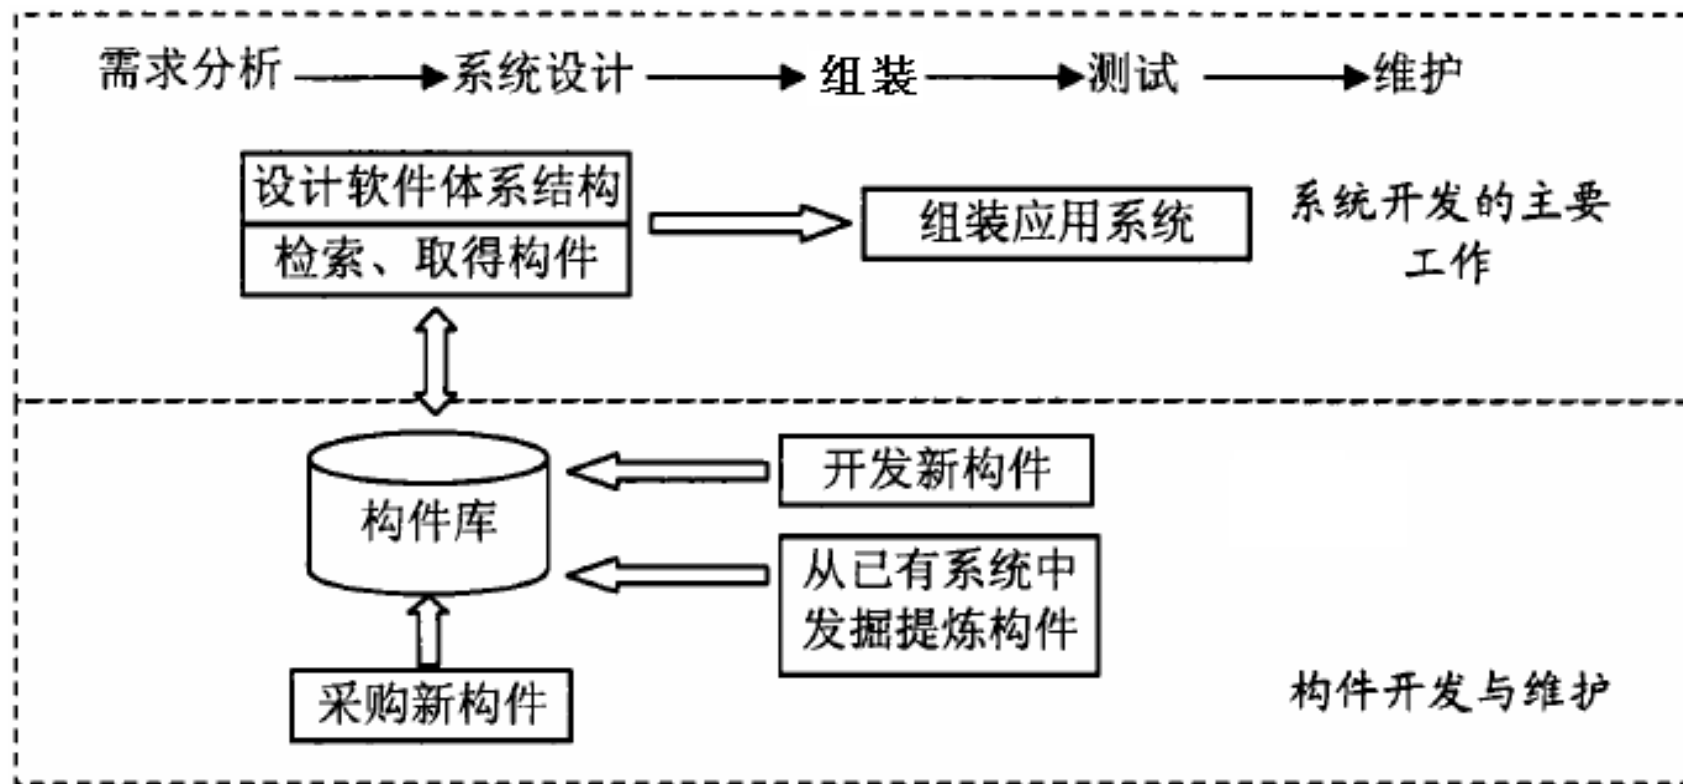 需求分析 系统设计 组装 测试 维护
设计软件体系结构
检索、取得构件
组装应用系统
系统开发的主要
工作
构件库
开发新构件
从已有系统中
发掘提炼构件
采购新构件
构件开发与维护